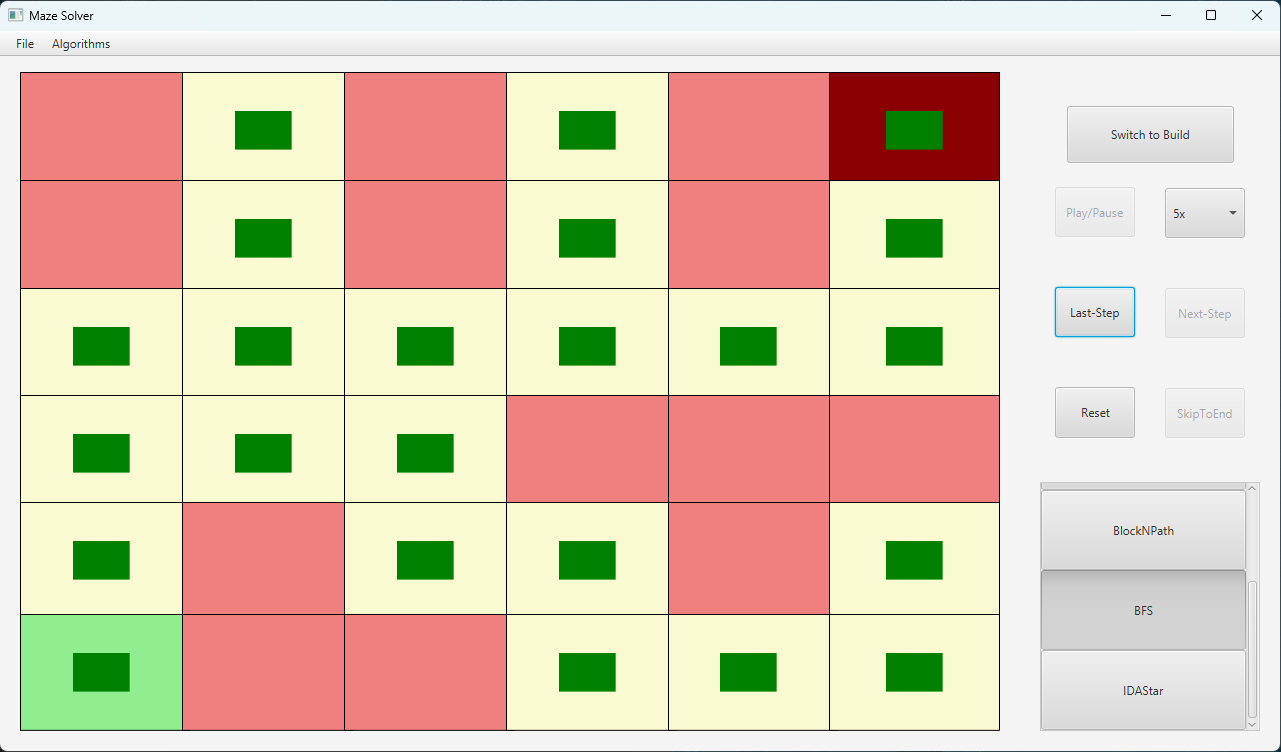 Maze Solver
File Algorithms
Switch to Build
Play/Pause 5x
Last-Step Next-Step
Reset SkipToEnd
BlockNPath
BFS
IDAStar